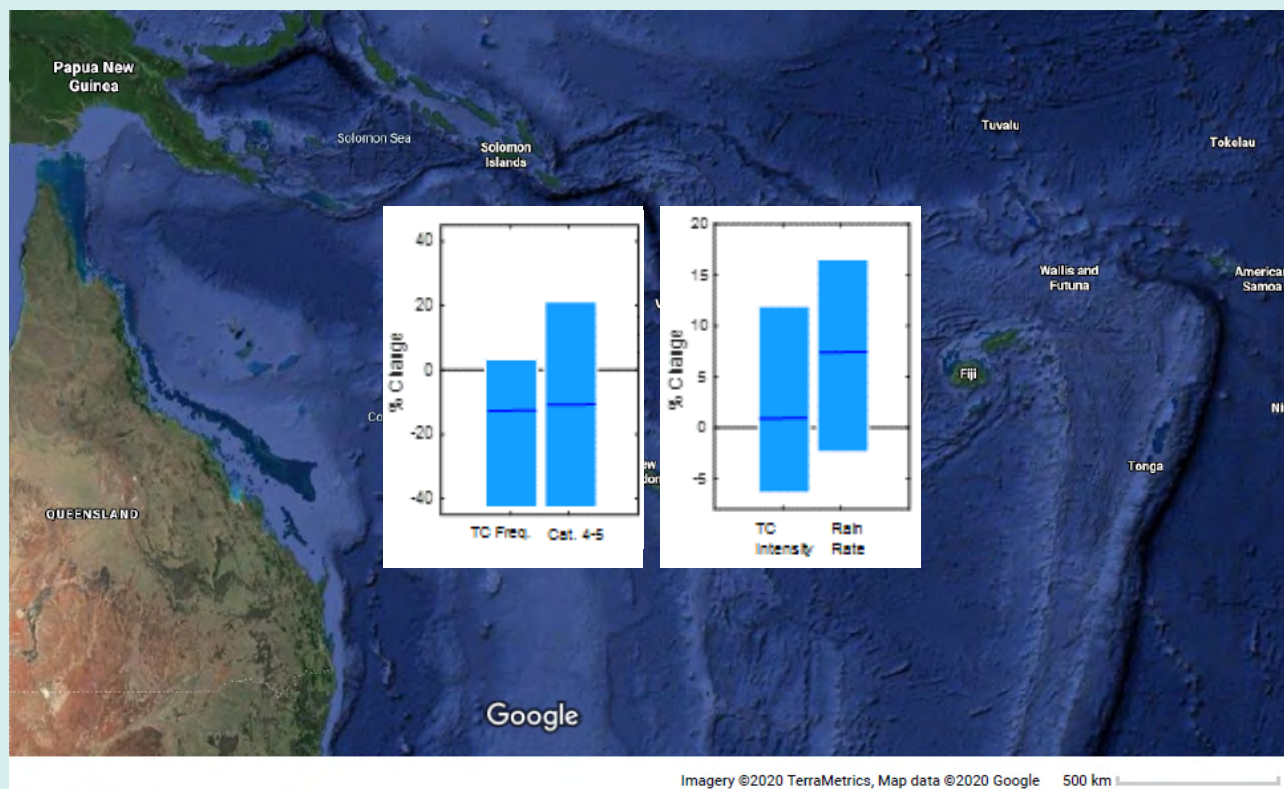 Papua New
Guinea
Solomon Sea
Solomon
Islands
Tuvalu
Tokelau
Wallis and
Futuna
American
Samoa
Fiji
Tonga
QUEENSLAND
% Change
40
20
0
-20
-40
TC Freq.
Cat. 4-5
% Change
20
15
10
5
0
-5
TC
Intensity
Rain
Rate
Google
Imagery ©2020 TerraMetrics, Map data ©2020 Google
500 km